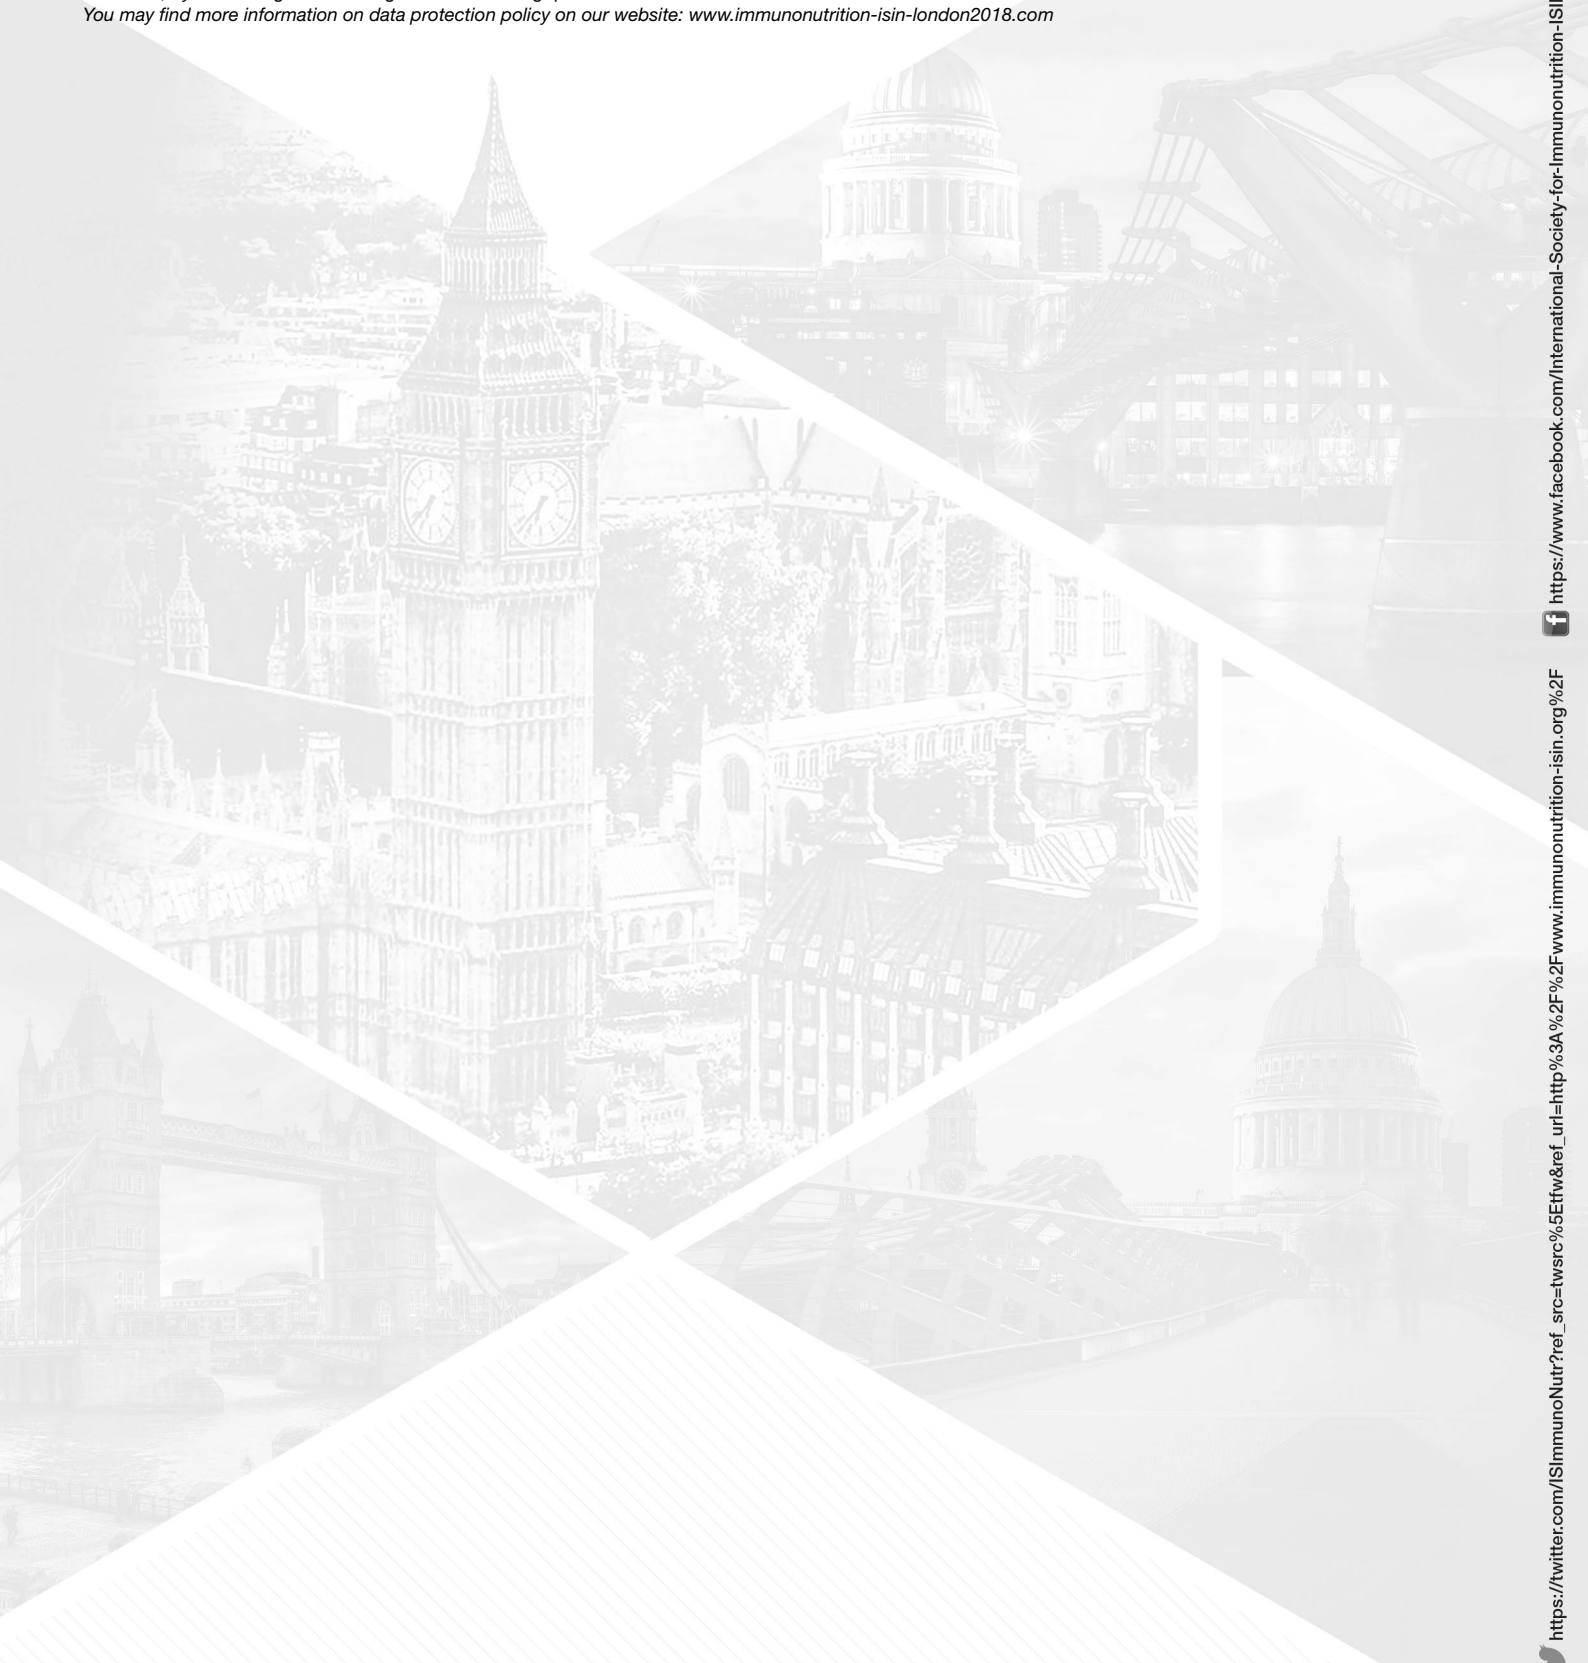 You may find more information on data protection policy on our website: www.immunonutrition-isin-london2018.com
https://www.facebook.com/International-Society-for-Immunonutrition-ISI
https://twitter.com/ISImmunoNutr?ref_src=twsrc%5Etfw&ref_url=http%3A%2F%2Fwww.immunonutrition-isin.org%2F